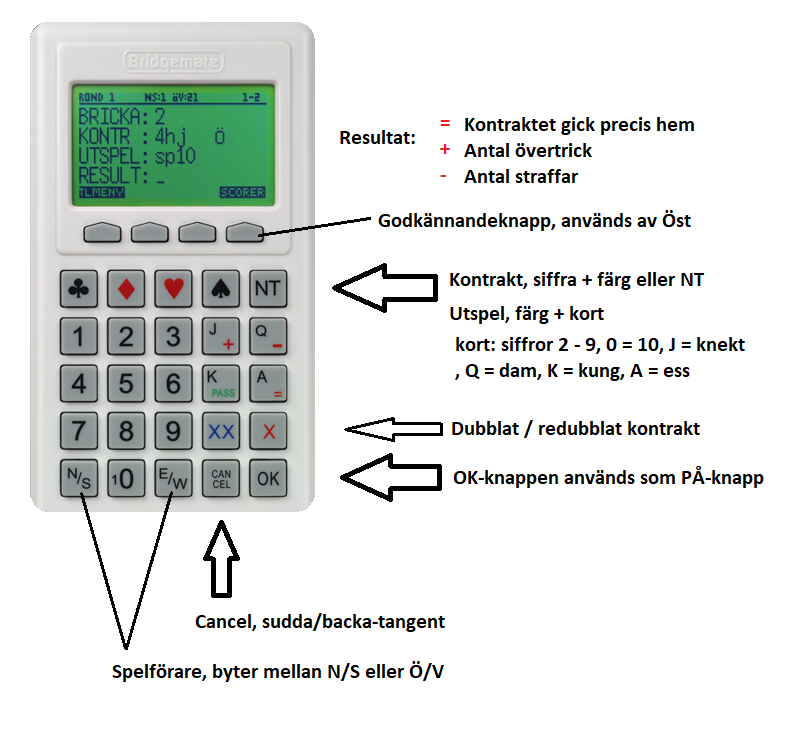 Bridgemate
ROND 1 NS:1 öV:21 1-2
BRICKA: 2
KONTR : 4hj Ö
UTSPEL: sp10
RESULT: _
TLMENY SCORER
Resultat:
= Kontraktet gick precis hem
+ Antal övertrick
- Antal straffar
Godkännandeknapp, används av Öst
♣ ♦ ♥ ♠ NT
1 2 3 J + Q -
4 5 6 K PASS A =
7 8 9 XX X
N/S 10 E/W CAN
CEL OK
Kontrakt, siffra + färg eller NT
Utspel, färg + kort
kort: siffror 2 - 9, 0 = 10, J = knekt
, Q = dam, K = kung, A = ess
Dubblat / redubblat kontrakt
OK-knappen används som PÅ-knapp
Cancel, sudda/backa-tangent
Spelförare, byter mellan N/S eller Ö/V